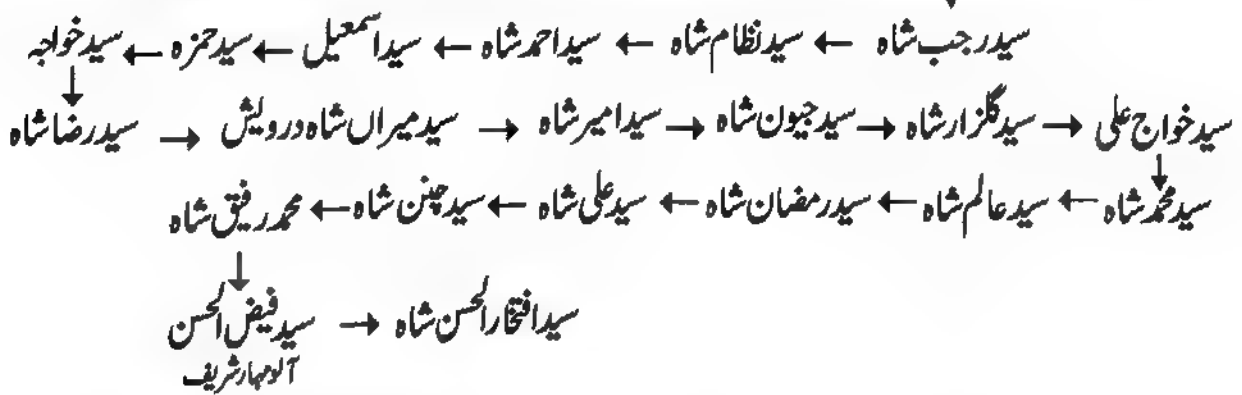 سید رجب شاہ ← سید نظام شاہ ← سید احمد شاہ ← سید اسمعیل ← سید حمزہ ← سید خواجہ
سید خواج علی → سید گلزار شاہ → سید جیون شاہ → سید امیر شاہ → سید میراں شاہ درویش → سید رضا شاہ
سید محمد شاہ ← سید عالم شاہ ← سید رمضان شاہ ← سید علی شاہ ← سید چنن شاہ ← محمد رفیق شاہ
سید افتخار الحسن شاہ → سید فیض الحسن
آلو مہار شریف